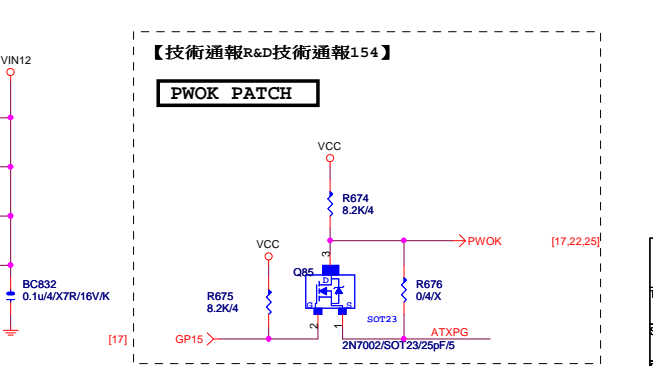 VIN12
【技術通報R&D技術通報154】
PWOK PATCH
VCC
R674
8.2K/4
VCC
PWOK
[17,22,25]
3
Q85
D
G
S
R675
8.2K/4
R676
0/4/X
BC832
0.1u/4/X7R/16V/K
SOT23
2
1
[17]
GP15
ATXPG
2N7002/SOT23/25pF/5